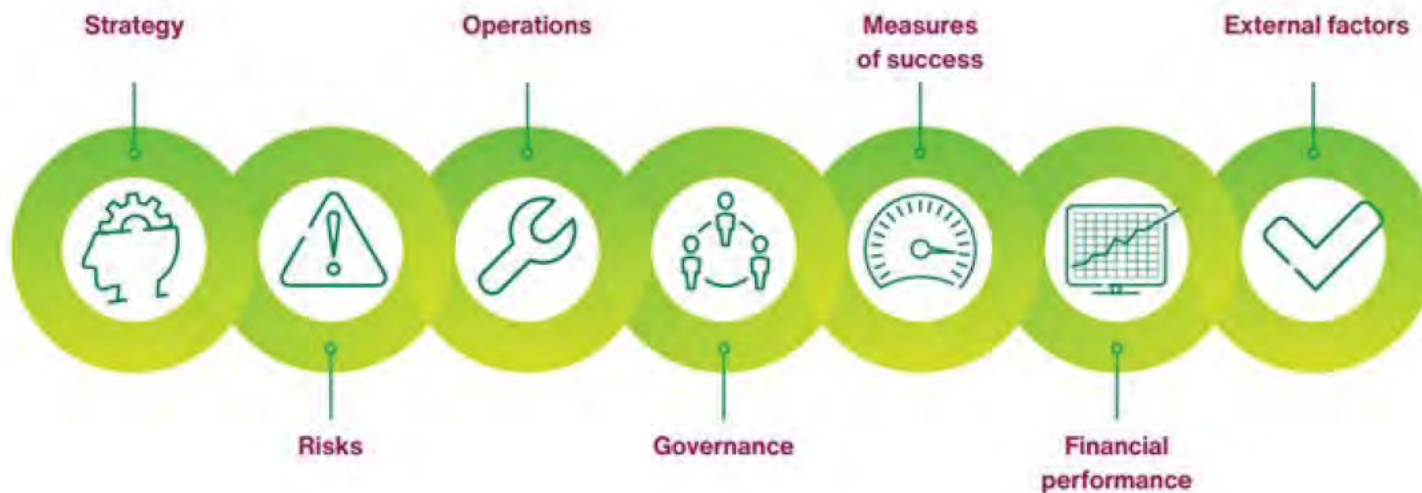 Strategy
Operations
Measures
of success
External factors
Risks
Governance
Financial
performance